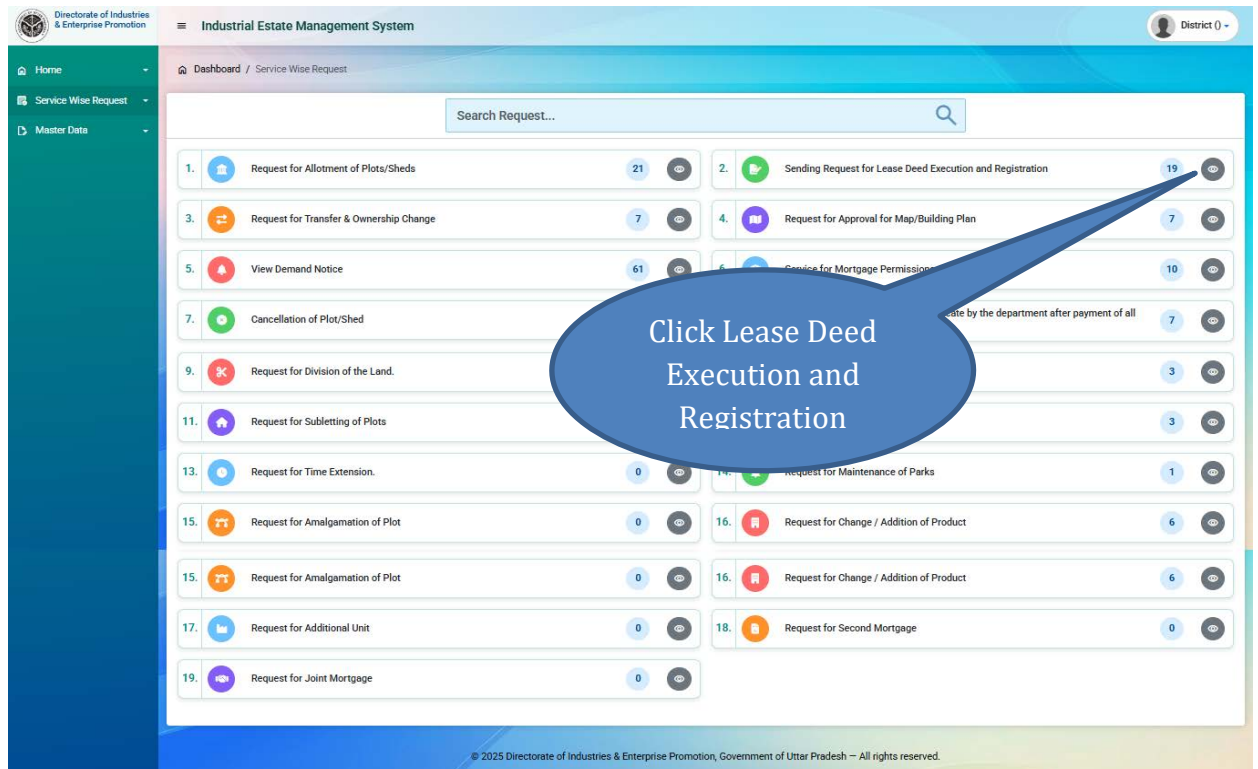 Directorate of Industries
& Enterprise Promotion
Industrial Estate Management System
District ()
Home
Service Wise Request
Master Data
Dashboard / Service Wise Request
Search Request...
1. Request for Allotment of Plots/Sheds 21
2. Sending Request for Lease Deed Execution and Registration 19
3. Request for Transfer & Ownership Change 7
4. Request for Approval for Map/Building Plan 7
5. View Demand Notice 61
Service for Mortgage Permission 10
7. Cancellation of Plot/Shed
by the department after payment of all 7
9. Request for Division of the Land.
3
11. Request for Subletting of Plots
3
13. Request for Time Extension. 0
14. Request for Maintenance of Parks 1
15. Request for Amalgamation of Plot 0
16. Request for Change / Addition of Product 6
15. Request for Amalgamation of Plot 0
16. Request for Change / Addition of Product 6
17. Request for Additional Unit 0
18. Request for Second Mortgage 0
19. Request for Joint Mortgage 0
Click Lease Deed
Execution and
Registration
© 2025 Directorate of Industries & Enterprise Promotion, Government of Uttar Pradesh — All rights reserved.